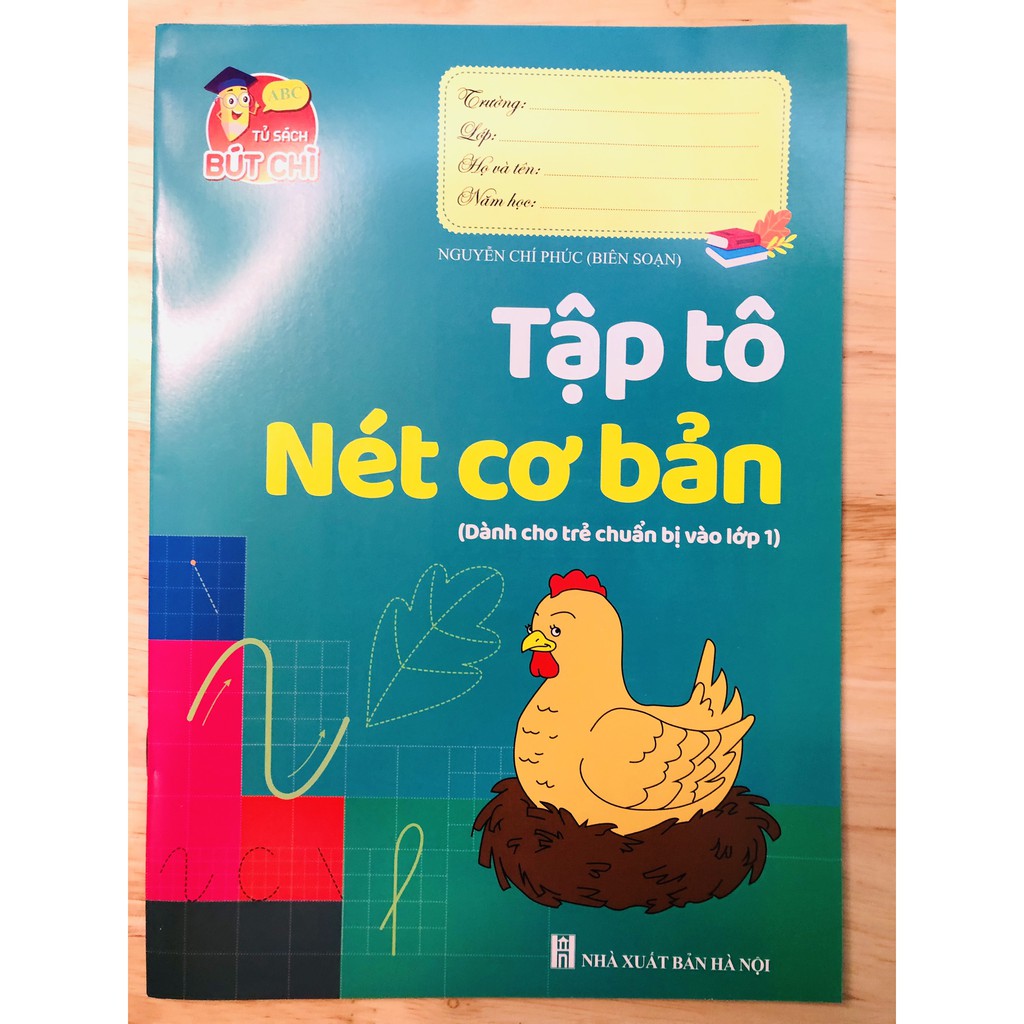 ABC
TỦ SÁCH
BÚT CHÌ
Trường:
Lớp:
Họ và tên:
Năm học:
NGUYỄN CHÍ PHÚC (BIÊN SOẠN)
Tập tô
Nét cơ bản
(Dành cho trẻ chuẩn bị vào lớp 1)
NHÀ XUẤT BẢN HÀ NỘI